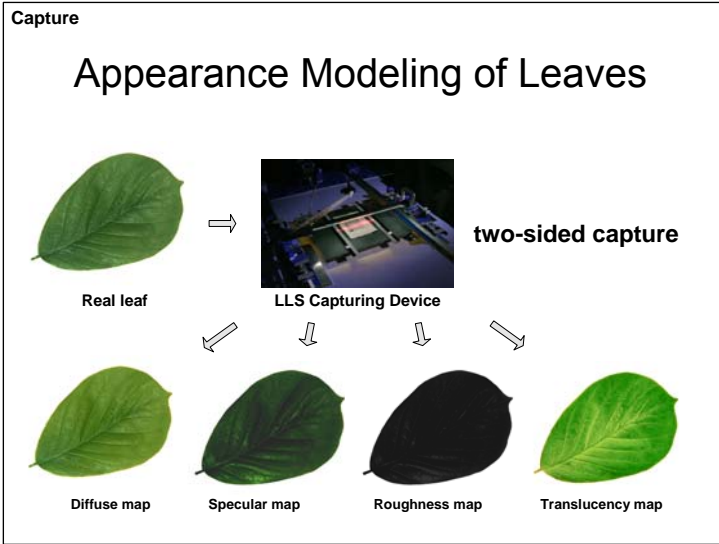 Capture
Appearance Modeling of Leaves
two-sided capture
Real leaf
LLS Capturing Device
Diffuse map
Specular map
Roughness map
Translucency map